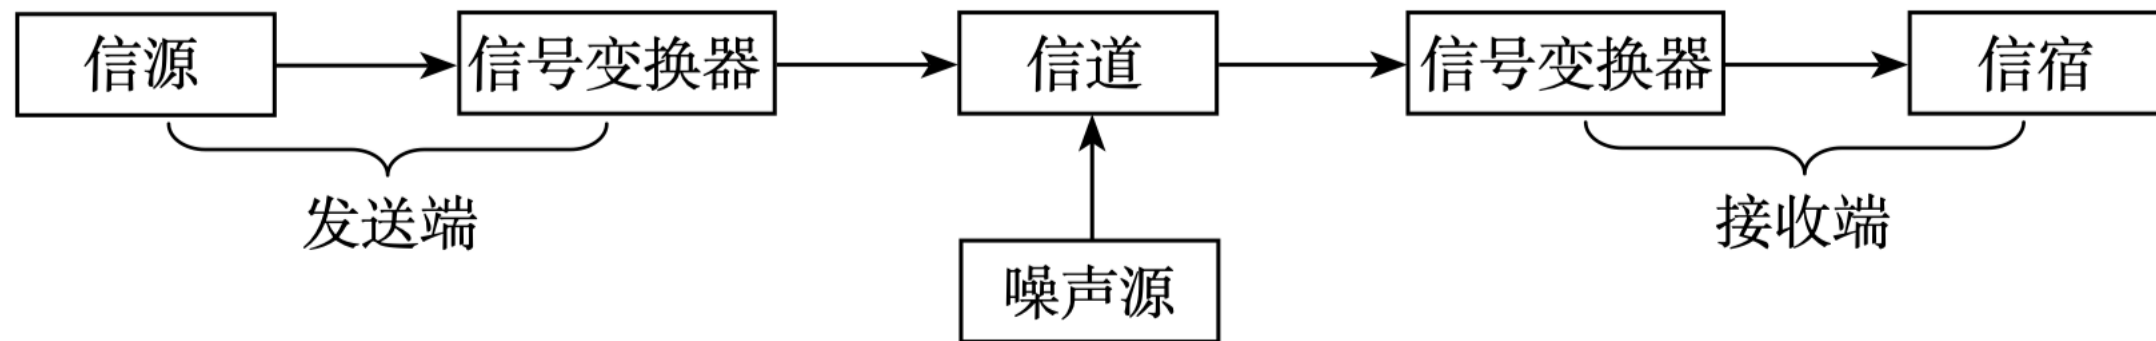 信源
信号变换器
信道
信号变换器
信宿
发送端
接收端
噪声源